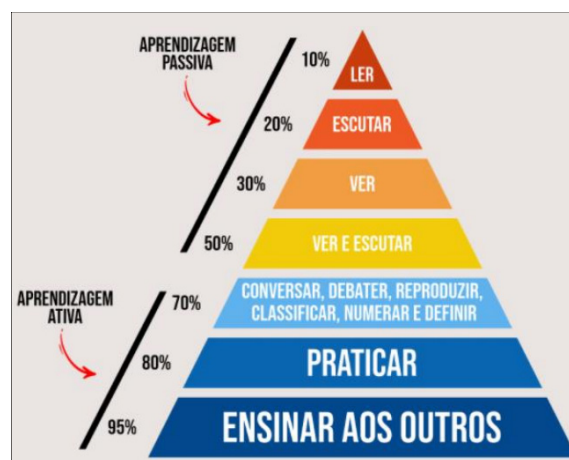 APRENDIZAGEM
PASSIVA
10%
LER
20%
ESCUTAR
30%
VER
50%
VER E ESCUTAR
APRENDIZAGEM
ATIVA
70%
CONVERSAR, DEBATER, REPRODUZIR,
CLASSIFICAR, NUMERAR E DEFINIR
80%
PRATICAR
95%
ENSINAR AOS OUTROS